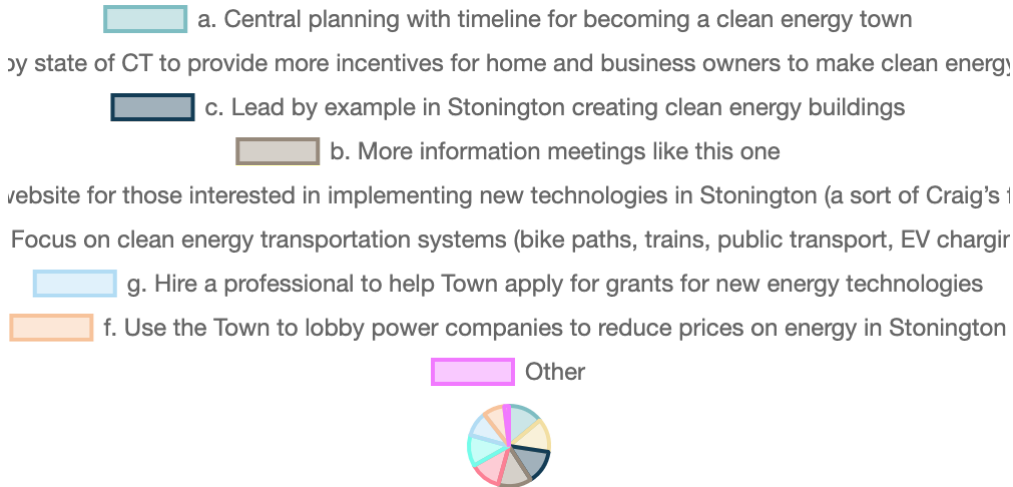 a. Central planning with timeline for becoming a clean energy town
by state of CT to provide more incentives for home and business owners to make clean energy
c. Lead by example in Stonington creating clean energy buildings
b. More information meetings like this one
website for those interested in implementing new technologies in Stonington (a sort of Craig’s
Focus on clean energy transportation systems (bike paths, trains, public transport, EV
g. Hire a professional to help Town apply for grants for new energy technologies
f. Use the Town to lobby power companies to reduce prices on energy in Stonington
Other